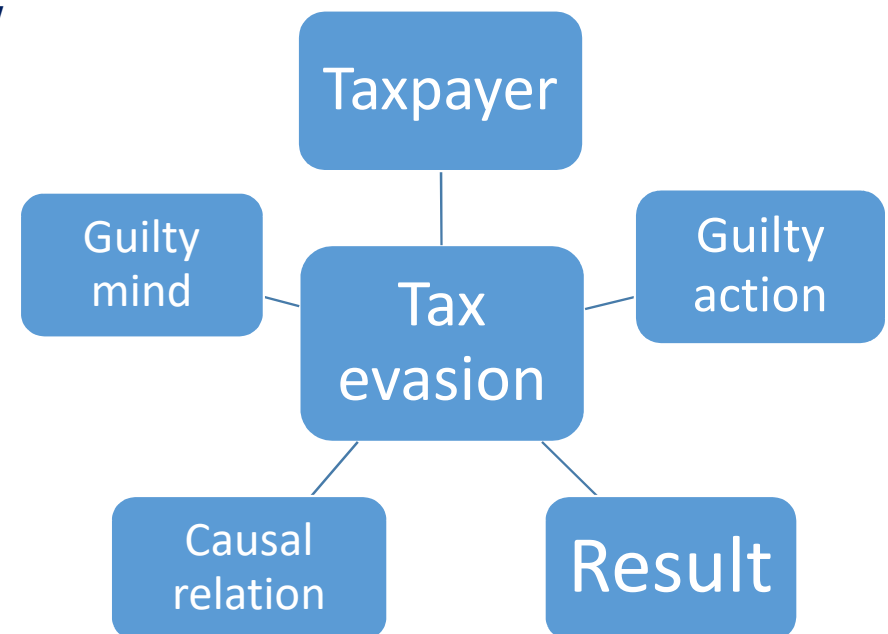 Taxpayer
Guilty
mind
Guilty
action
Tax
evasion
Causal
relation
Result